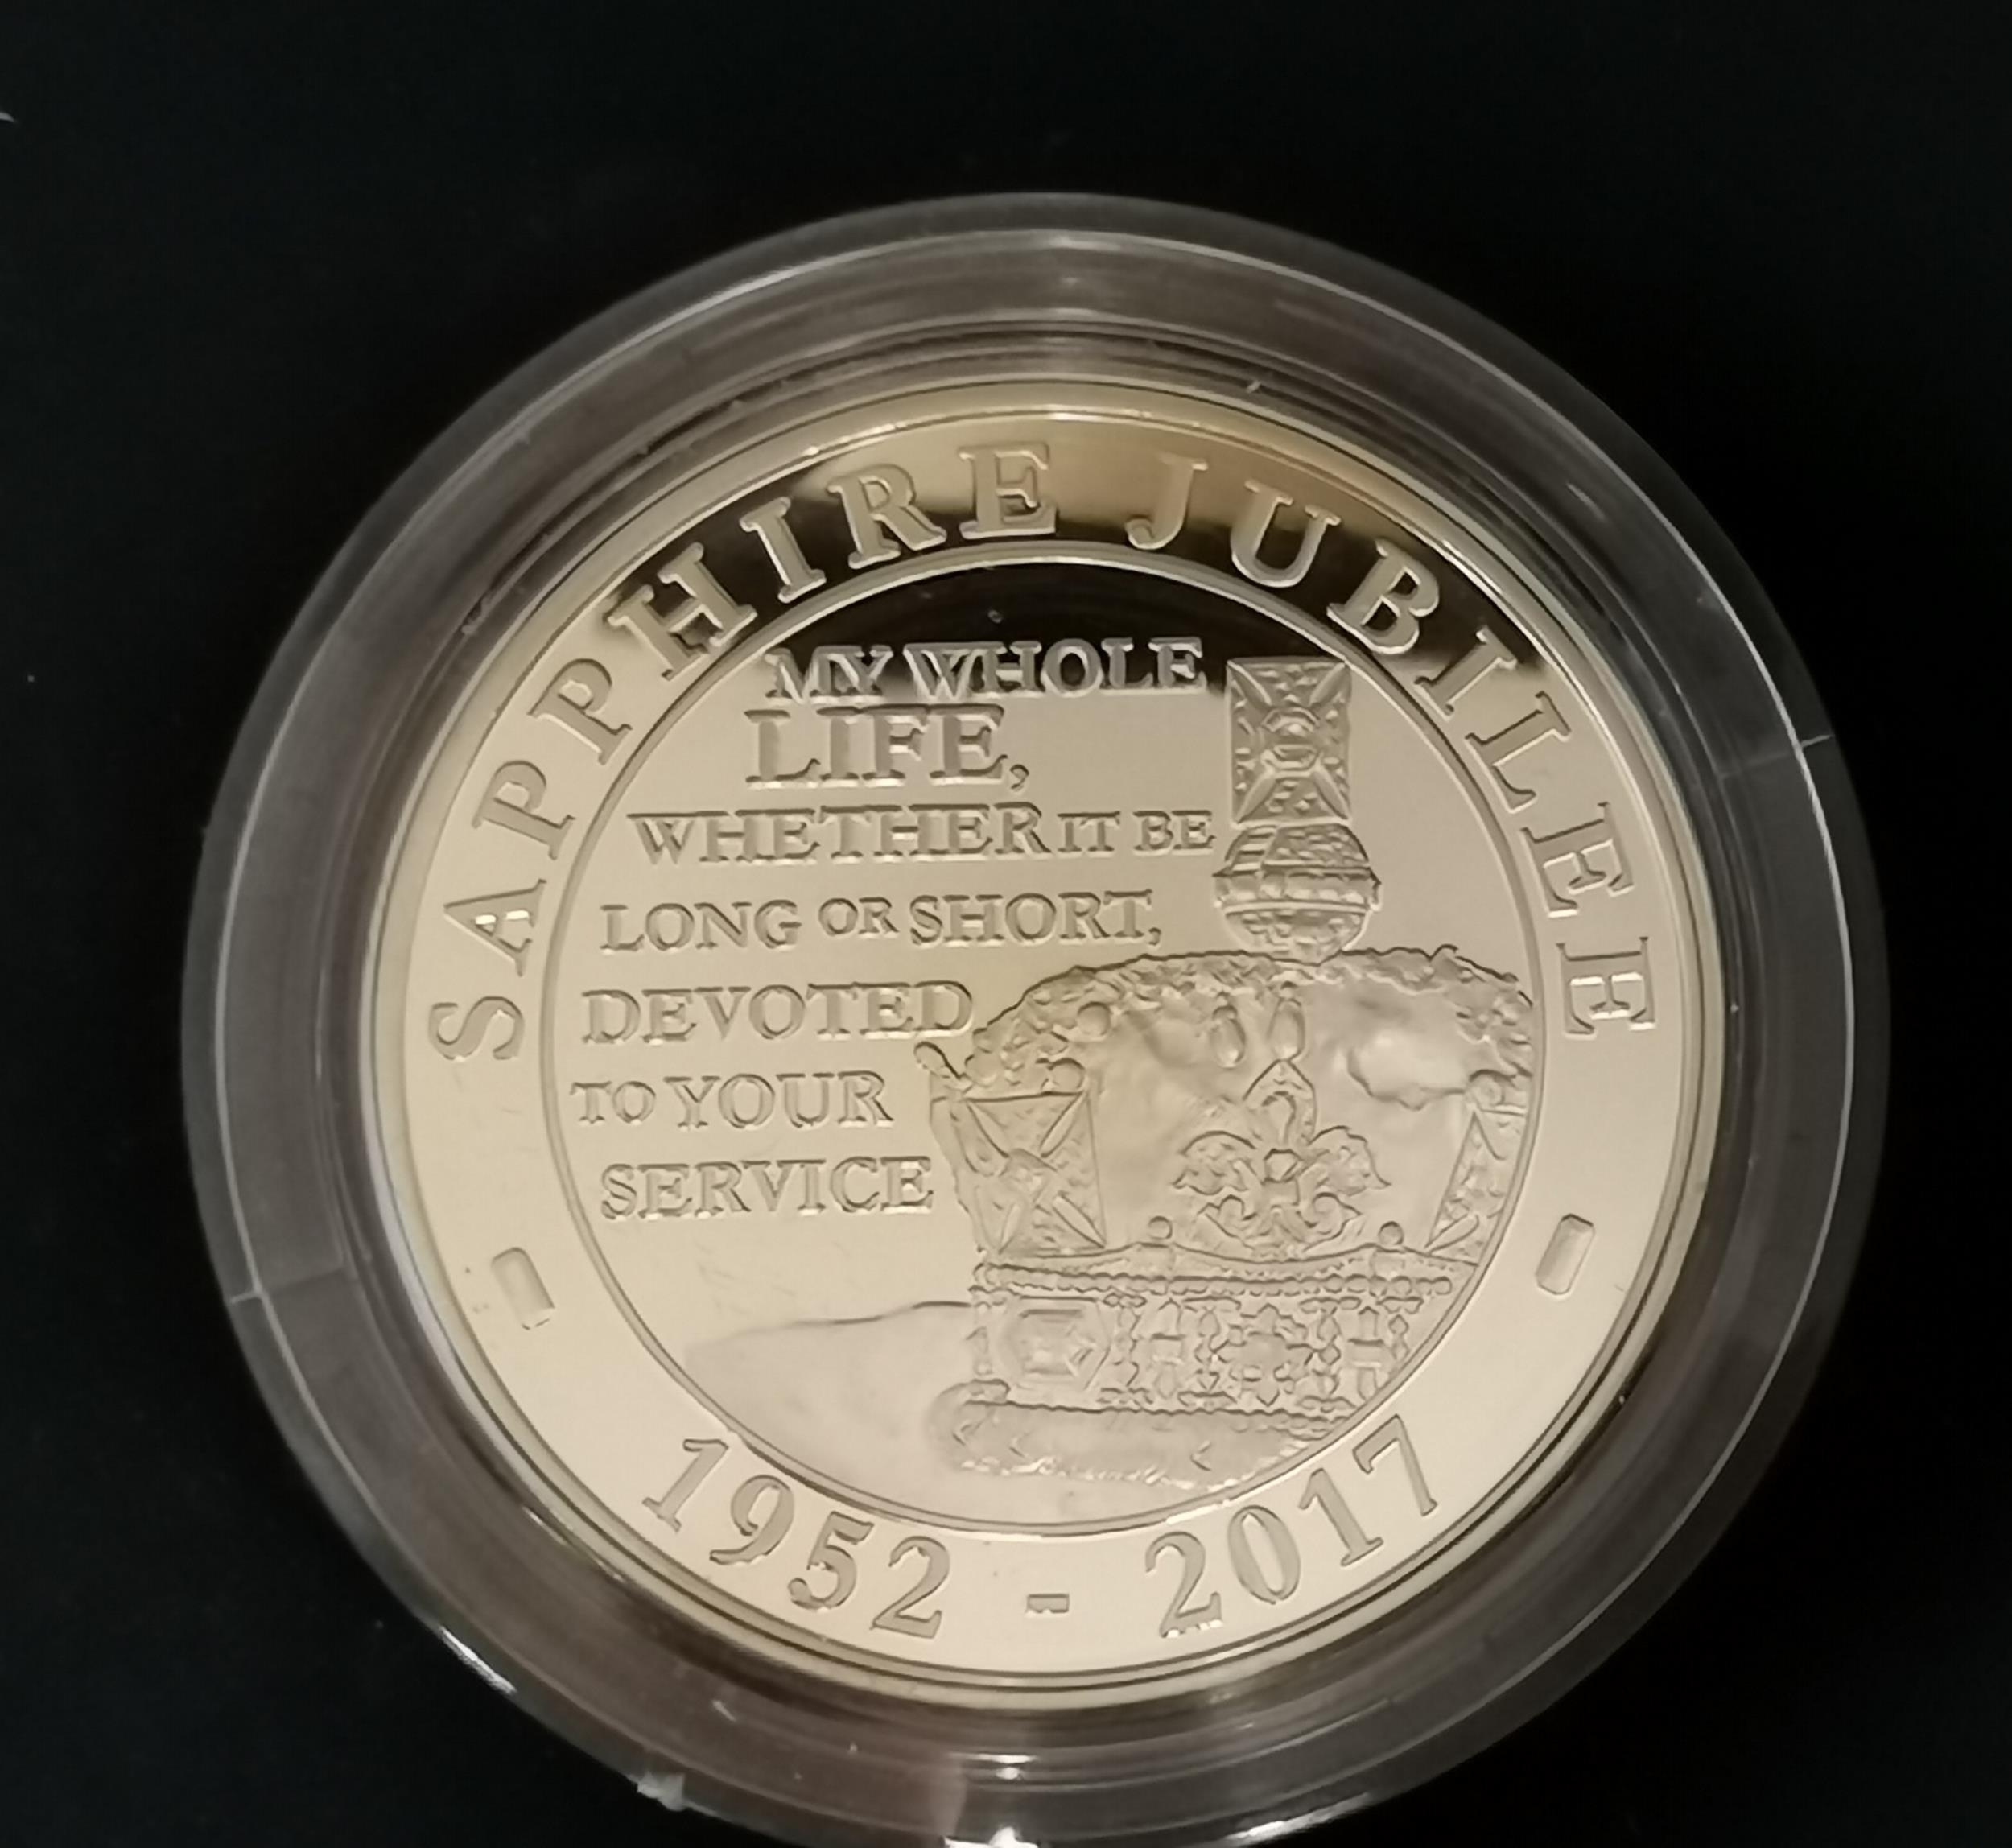 SAPPHIRE JUBILEE
MY WHOLE
LIFE,
WHETHER IT BE
LONG OR SHORT,
DEVOTED
TO YOUR
SERVICE
1952 - 2017